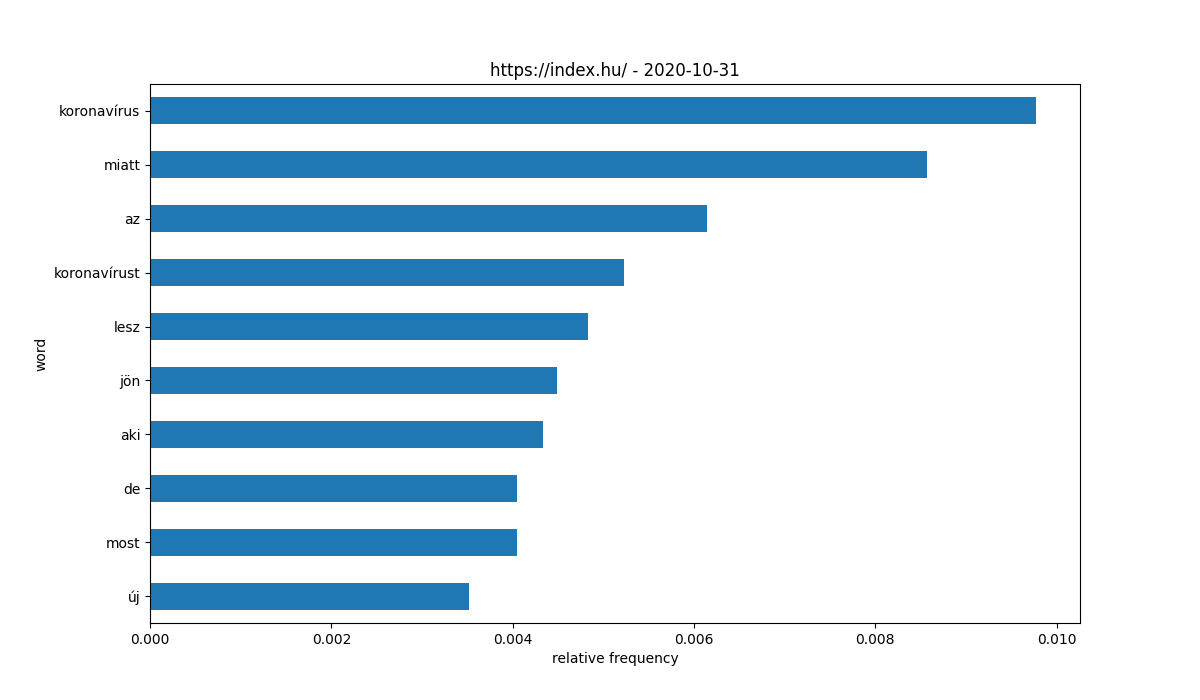 https://index.hu/ - 2020-10-31
word
koronavírus
miatt
az
koronavírust
lesz
jön
aki
de
most
új
0.000 0.002 0.004 0.006 0.008 0.010
relative frequency